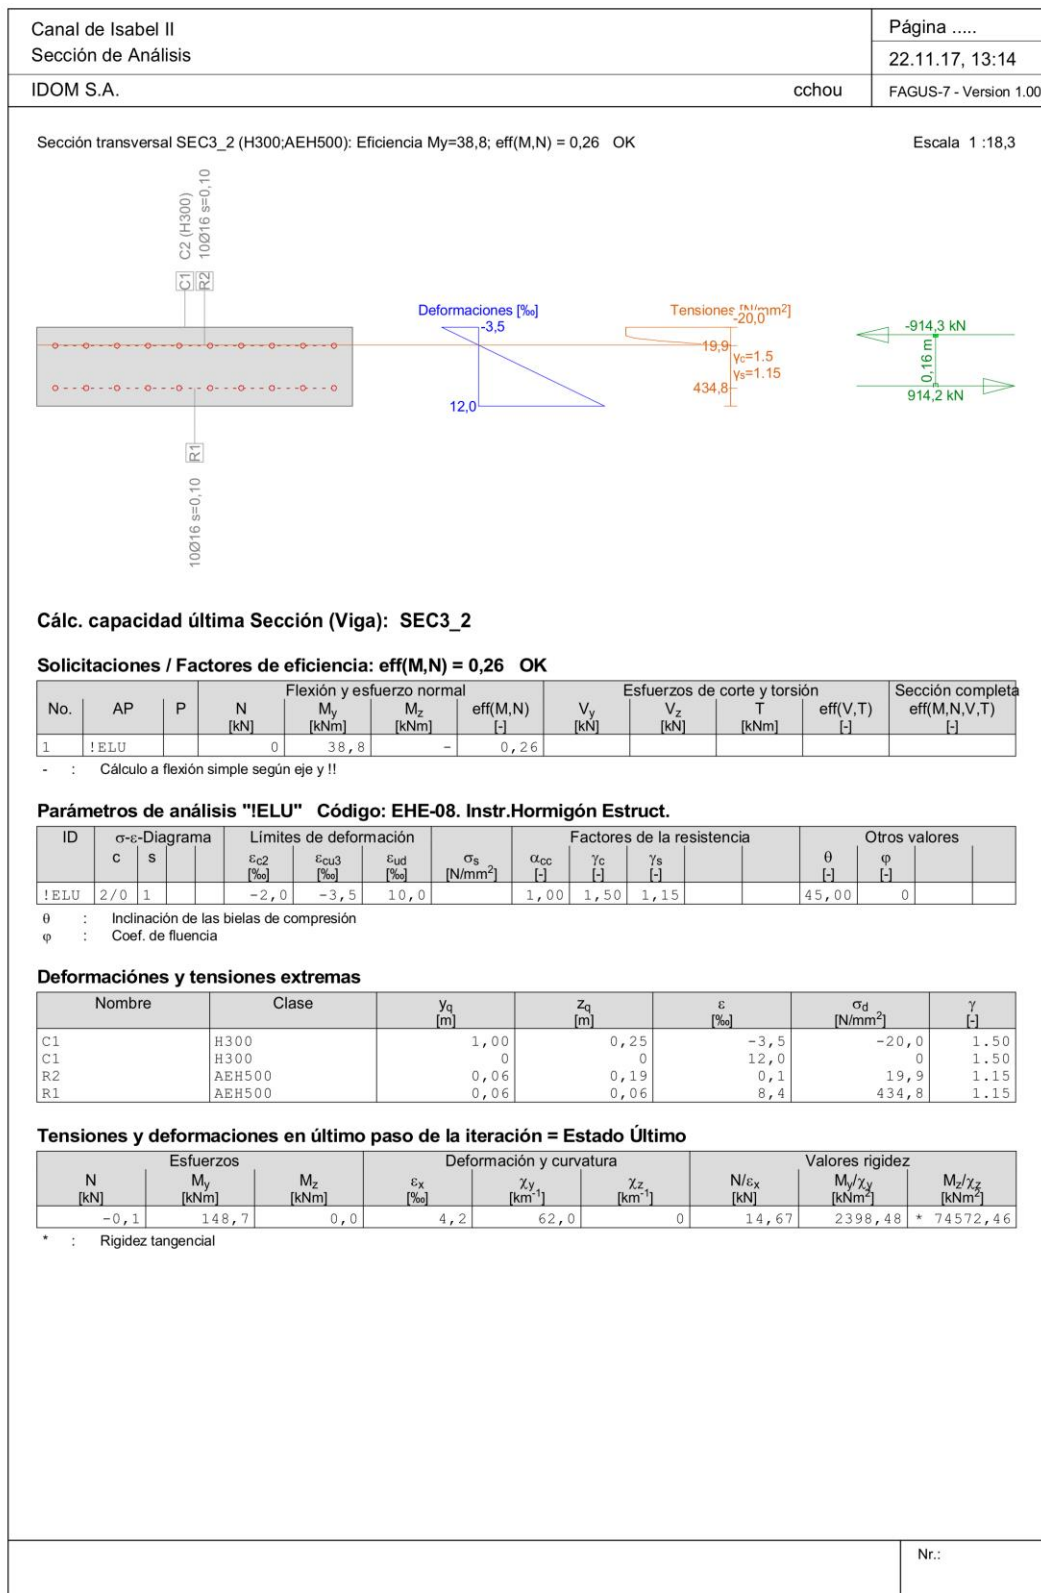 Canal de Isabel II
Sección de Análisis
Página .....
22.11.17, 13:14
IDOM S.A.
cchou
FAGUS-7 - Version 1.00
Sección transversal SEC3_2 (H300;AEH500): Eficiencia My=38,8; eff(M,N) = 0,26 OK
Escala 1 :18,3
C1 C2 (H300)
R2 10Ø16 s=0,10
R1
10Ø16 s=0,10
Deformaciones [‰]
-3,5
12,0
Tensiones [N/mm2]
-20,0
19,9
γc=1.5
γs=1.15
434,8
-914,3 kN
0,16 m
914,2 kN
Cálc. capacidad última Sección (Viga): SEC3_2
Solicitaciones / Factores de eficiencia: eff(M,N) = 0,26 OK
Flexión y esfuerzo normal Esfuerzos de corte y torsión Sección completa
No. AP P N My Mz eff(M,N) Vy Vz T eff(V,T) eff(M,N,V,T)
[kN] [kNm] [kNm] [-] [kN] [kN] [kNm] [-] [-]
1 !ELU 0 38,8 - 0,26
- : Cálculo a flexión simple según eje y !!
Parámetros de análisis "!ELU" Código: EHE-08. Instr.Hormigón Estruct.
ID σ-ε-Diagrama Límites de deformación Factores de la resistencia Otros valores
c s εc2 εcu3 εud σs αcc γc γs θ φ
[‰] [‰] [‰] [N/mm2] [-] [-] [-] [-] [-]
!ELU 2/0 1 -2,0 -3,5 10,0 1,00 1,50 1,15 45,00 0
θ : Inclinación de las bielas de compresión
φ : Coef. de fluencia
Deformaciónes y tensiones extremas
Nombre Clase yq zq ε σd γ
[m] [m] [‰] [N/mm2] [-]
C1 H300 1,00 0,25 -3,5 -20,0 1.50
C1 H300 0 0 12,0 0 1.50
R2 AEH500 0,06 0,19 0,1 19,9 1.15
R1 AEH500 0,06 0,06 8,4 434,8 1.15
Tensiones y deformaciones en último paso de la iteración = Estado Último
Esfuerzos Deformación y curvatura Valores rigidez
N My Mz εx χy χz N/εx My/χy Mz/χz
[kN] [kNm] [kNm] [‰] [km-1] [km-1] [kN] [kNm2] [kNm2]
-0,1 148,7 0,0 4,2 62,0 0 14,67 2398,48 * 74572,46
* : Rigidez tangencial
Nr.: